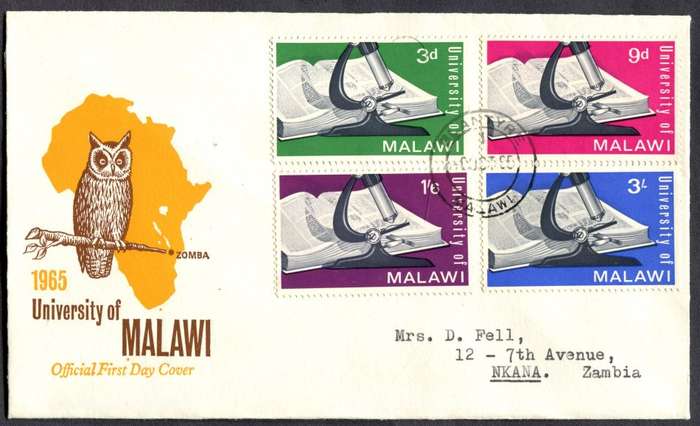 3d
University of
MALAWI
9d
University of
MALAWI
1/6
University of
MALAWI
3/-
University of
MALAWI
MALAWI
ZOMBA
1965
University of
MALAWI
Official First Day Cover
Mrs. D. Fell,
12 - 7th Avenue,
NKANA. Zambia